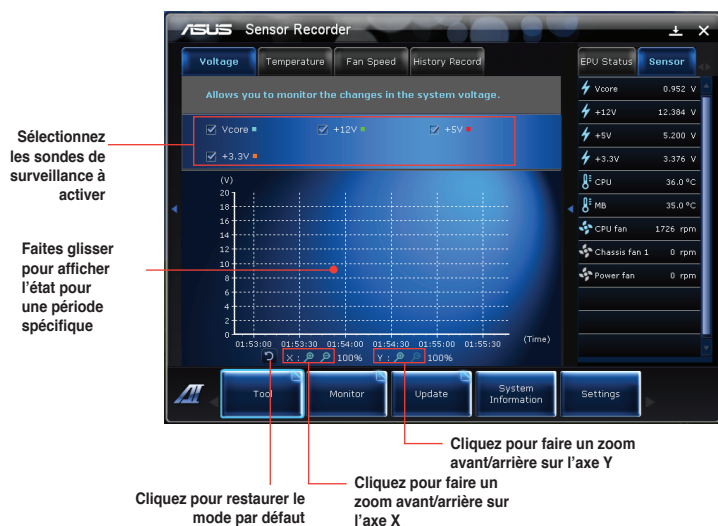 ASUS Sensor Recorder
Voltage Temperature Fan Speed History Record
Allows you to monitor the changes in the system voltage.
Vcore +12V +5V
+3.3V
(V)
20
18
16
14
12
10
8
6
4
2
0
01:53:00 01:53:30 01:54:00 01:54:30 01:55:00 01:55:30
(Time)
X : 100% Y : 100%
EPU Status Sensor
Vcore 0.952 V
+12V 12.384 V
+5V 5.200 V
+3.3V 3.376 V
CPU 36.0 °C
MB 35.0 °C
CPU fan 1726 rpm
Chassis fan 1 0 rpm
Power fan 0 rpm
Tool Monitor Update System Information Settings
Sélectionnez
les sondes de
surveillance à
activer
Faites glisser
pour afficher
l'état pour
une période
spécifique
Cliquez pour faire un zoom
avant/arrière sur l'axe Y
Cliquez pour faire un
zoom avant/arrière sur
l'axe X
Cliquez pour restaurer le
mode par défaut